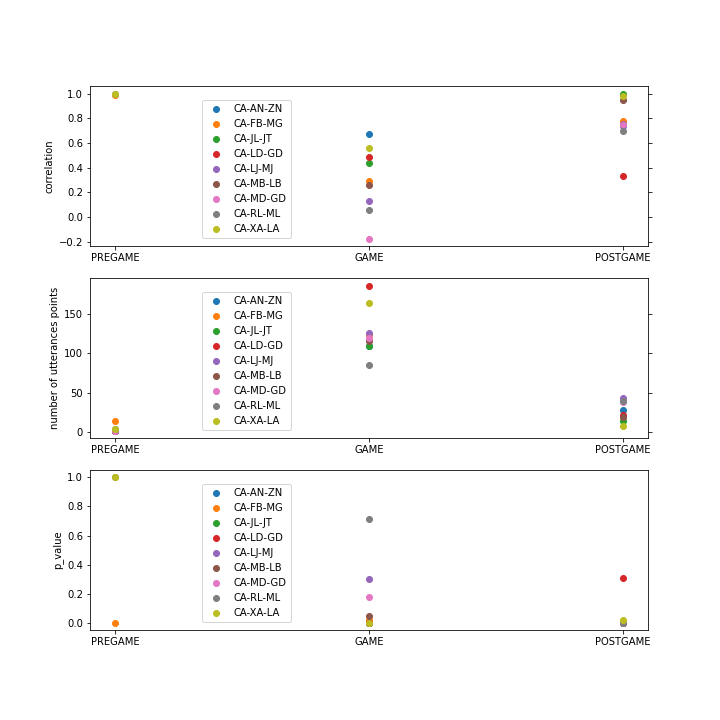 1.0
0.8
0.6
0.4
0.2
0.0
−0.2
correlation
CA-AN-ZN
CA-FB-MG
CA-JL-JT
CA-LD-GD
CA-LJ-MJ
CA-MB-LB
CA-MD-GD
CA-RL-ML
CA-XA-LA
PREGAME GAME POSTGAME
150
100
50
0
number of utterances points
CA-AN-ZN
CA-FB-MG
CA-JL-JT
CA-LD-GD
CA-LJ-MJ
CA-MB-LB
CA-MD-GD
CA-RL-ML
CA-XA-LA
PREGAME GAME POSTGAME
1.0
0.8
0.6
0.4
0.2
0.0
p_value
CA-AN-ZN
CA-FB-MG
CA-JL-JT
CA-LD-GD
CA-LJ-MJ
CA-MB-LB
CA-MD-GD
CA-RL-ML
CA-XA-LA
PREGAME GAME POSTGAME